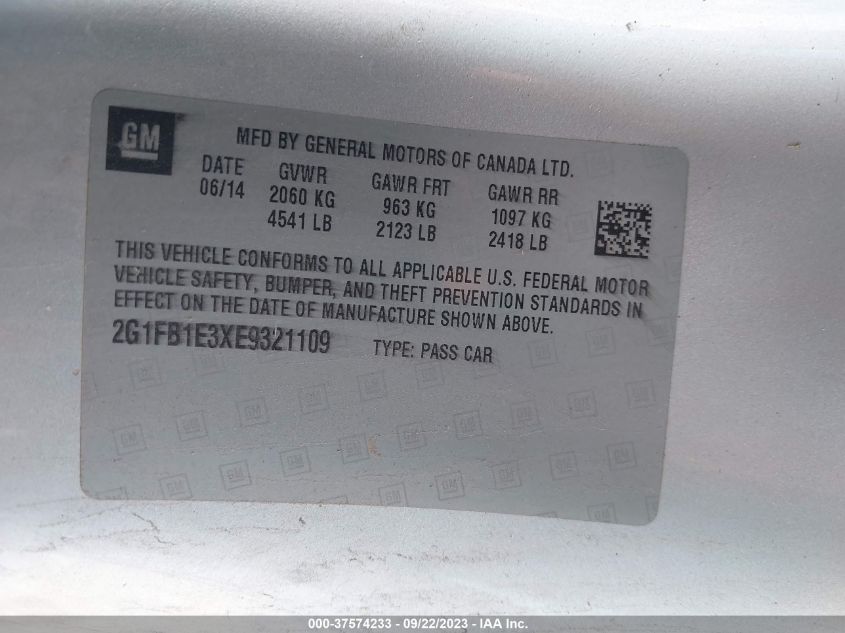 GM
MFD BY GENERAL MOTORS OF CANADA LTD.
DATE GVWR GAWR FRT GAWR RR
06/14 2060 KG 963 KG 1097 KG
4541 LB 2123 LB 2418 LB
THIS VEHICLE CONFORMS TO ALL APPLICABLE U.S. FEDERAL MOTOR
VEHICLE SAFETY, BUMPER, AND THEFT PREVENTION STANDARDS IN
EFFECT ON THE DATE OF MANUFACTURE SHOWN ABOVE.
2G1FB1E3XE9321109 TYPE: PASS CAR
000-37574233 - 09/22/2023 - IAA Inc.